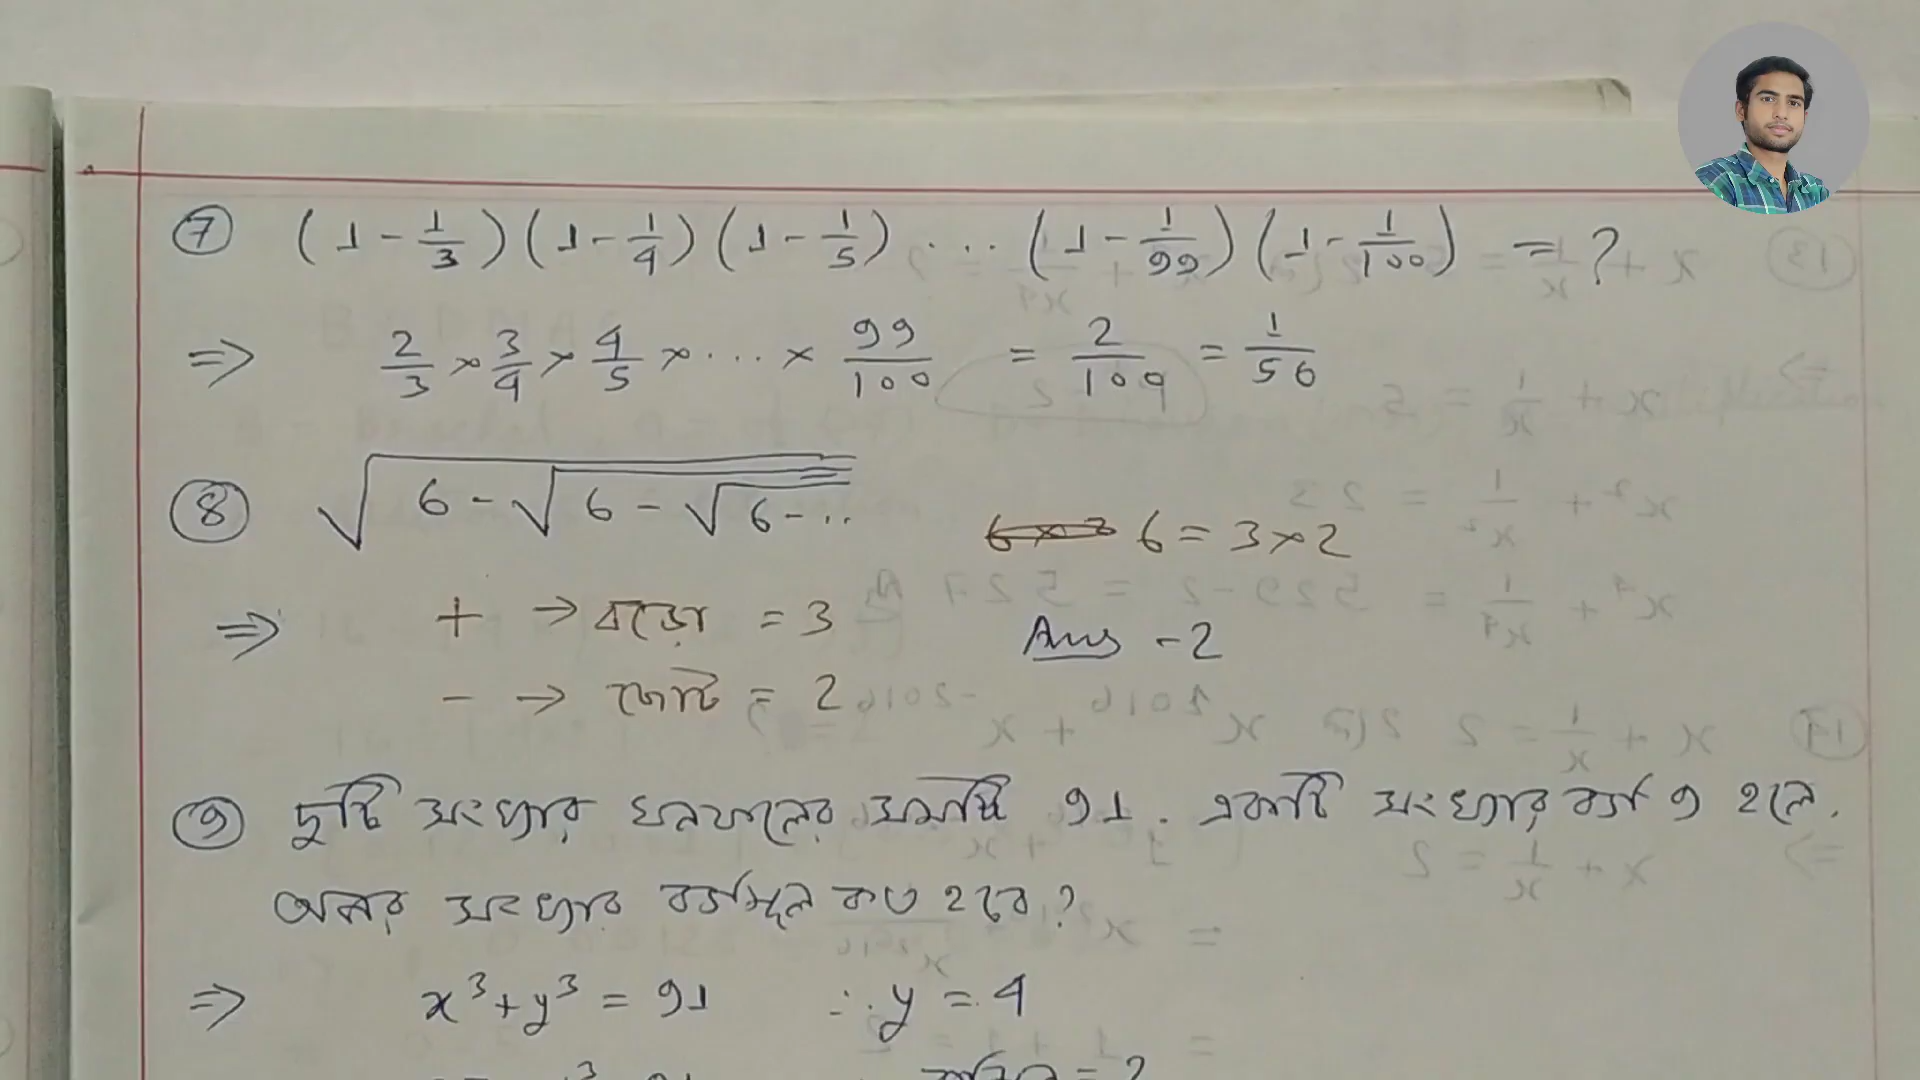 ⑦ (1 - 1/3)(1 - 1/4)(1 - 1/5) ... (1 - 1/99)(1 - 1/100) = ?
⇒ 2/3 × 3/4 × 4/5 × ... × 99/100 = 2/100 = 1/50
⑧ √(6 - √(6 - √(6 - ..
6 = 3×2
⇒ + → বড়ো = 3
Ans - 2
- → ছোট = 2
⑨ দুটি সংখ্যার ঘনফলের সমষ্টি 91. একটি সংখ্যার বর্গ 9 হলে.
অপর সংখ্যার বর্গমূল কত হবে?
⇒ x³ + y³ = 91 ∴ y = 4